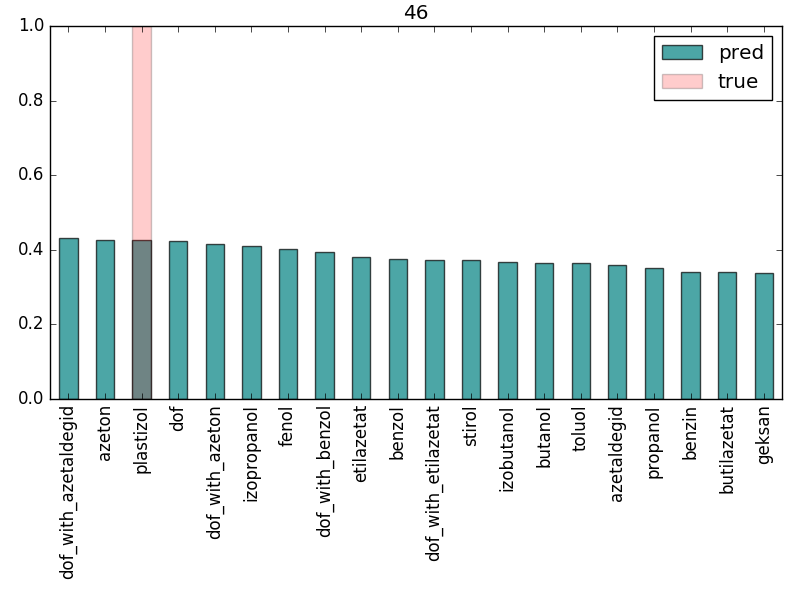 46
1.0
0.8
0.6
0.4
0.2
0.0
pred
true
dof_with_azetaldegid
azeton
plastizol
dof
dof_with_azeton
izopropanol
fenol
dof_with_benzol
etilazetat
benzol
dof_with_etilazetat
stirol
izobutanol
butanol
toluol
azetaldegid
propanol
benzin
butilazetat
geksan